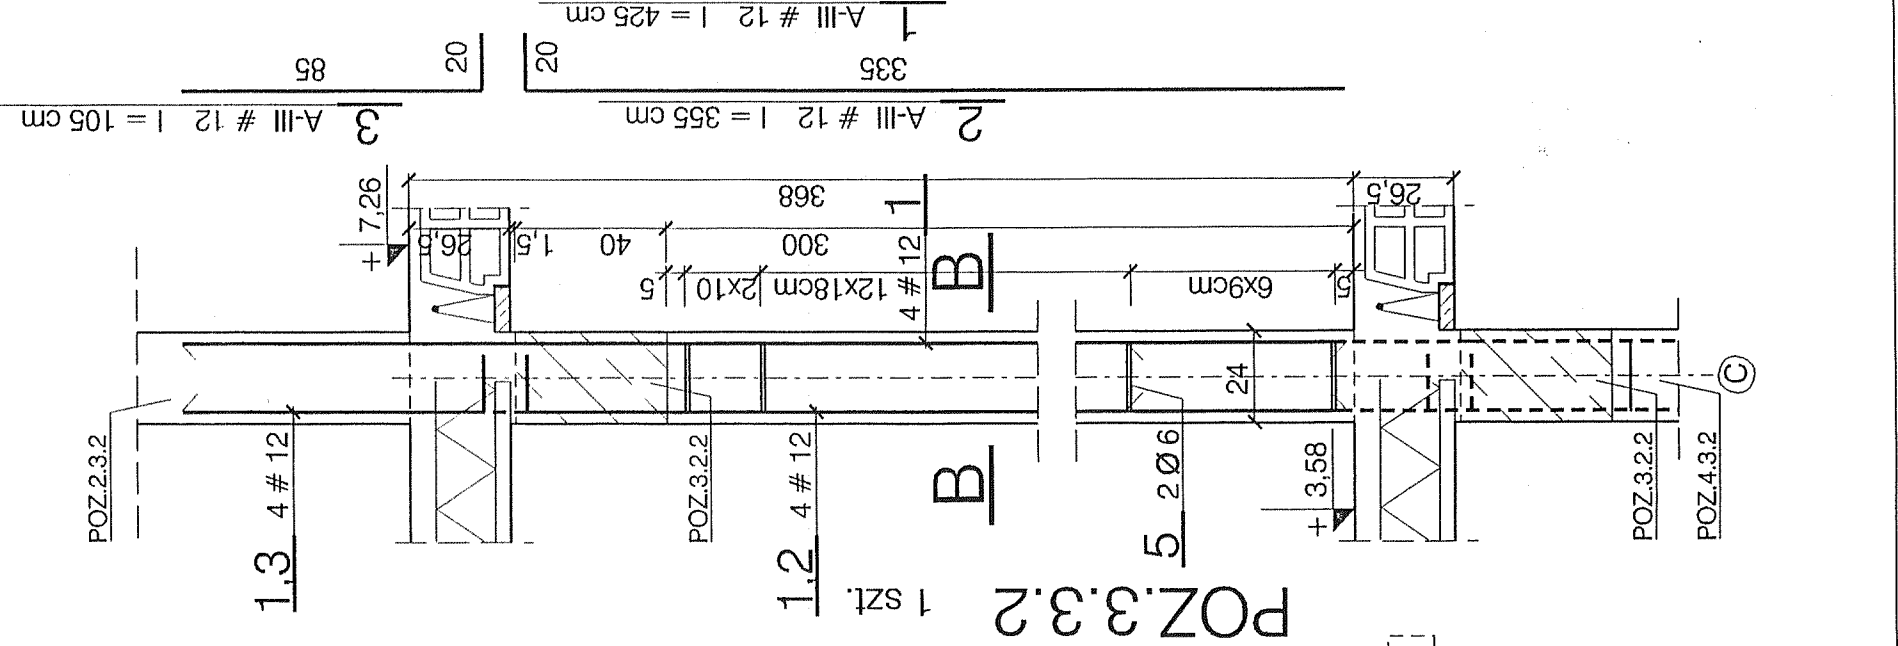 1
A-III # 12 l = 425 cm
20
85
3
A-III # 12 l = 105 cm
20
335
2
A-III # 12 l = 355 cm
+ 7,26
368
26,5
26,5
1,5
40
300
1
4 # 12
5
2x10
12x18cm
6x9cm
5
B
24
C
POZ.2.3.2
1,3 4 # 12
POZ.3.2.2
1,2 4 # 12
B
5 2 Ø 6
+ 3,58
POZ.3.2.2
POZ.4.3.2
POZ.3.3.2
1 szt.